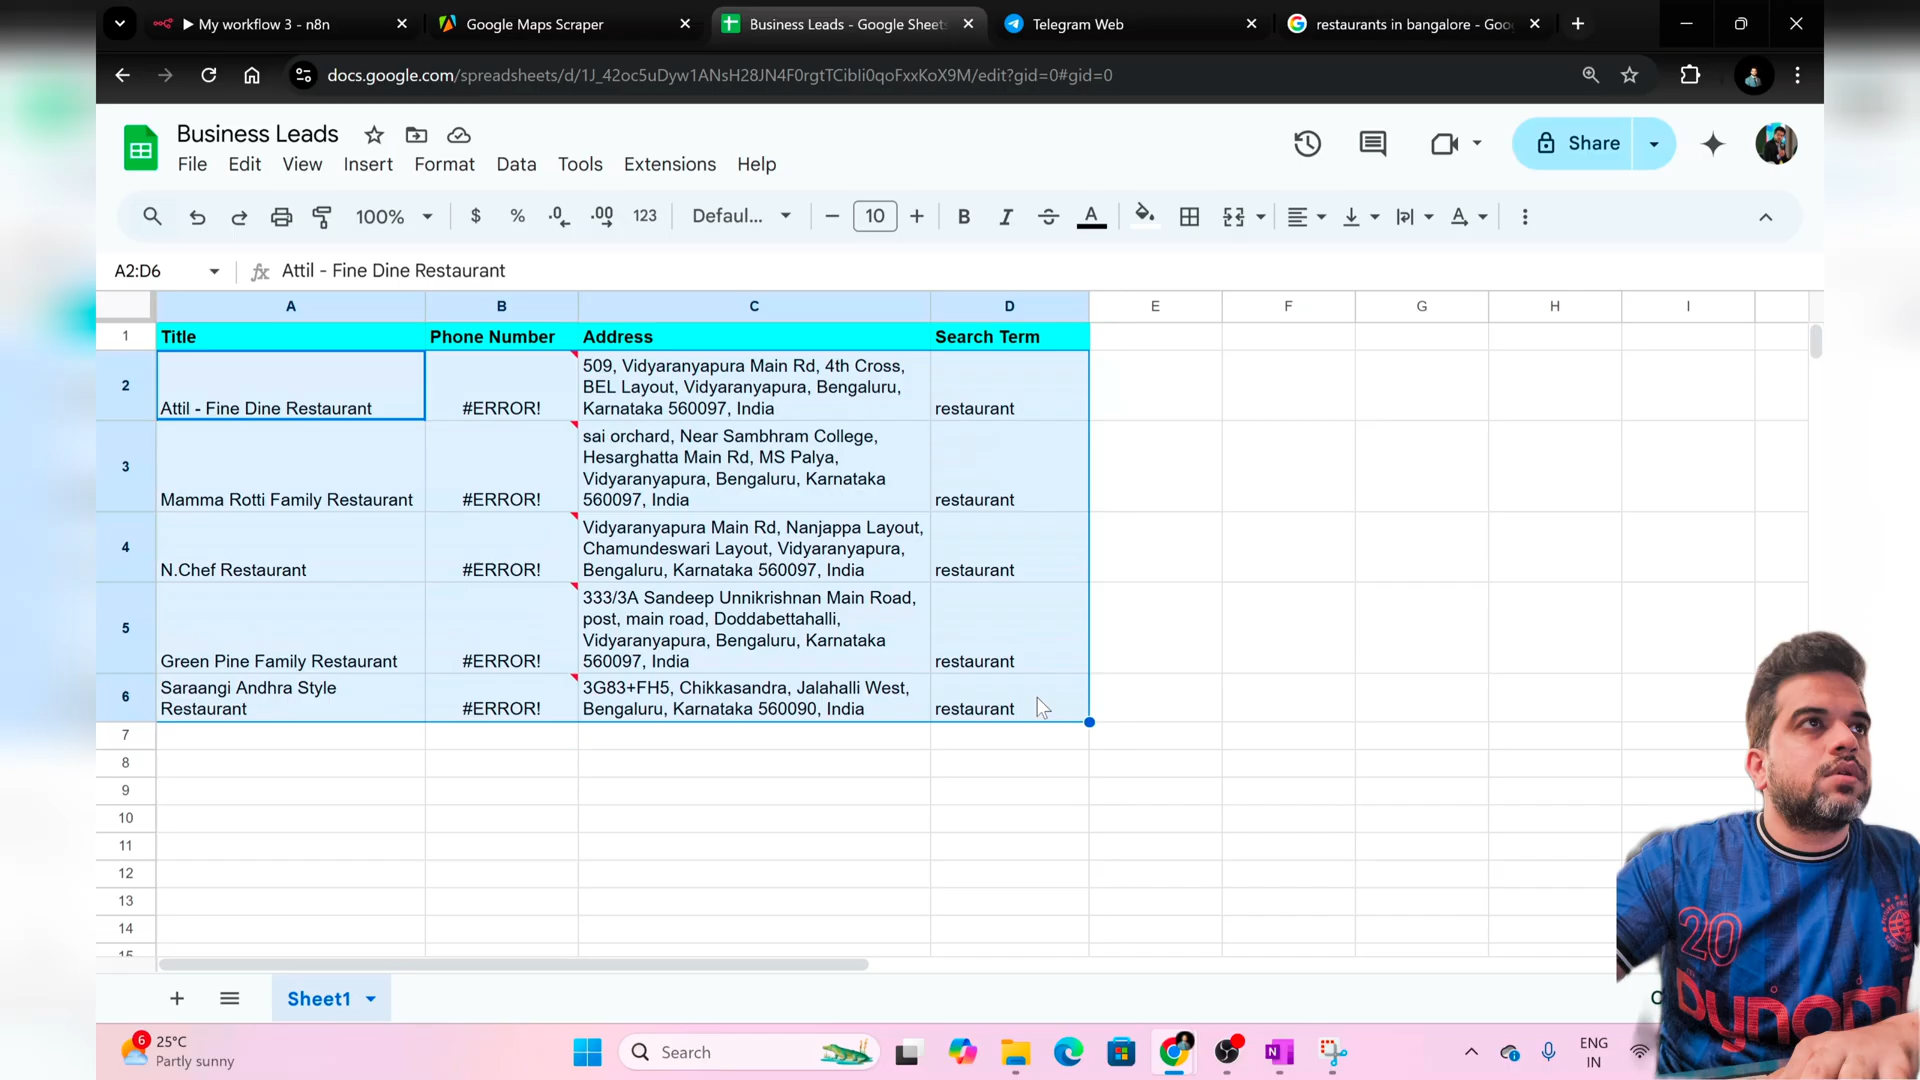 My workflow 3 - n8n
Google Maps Scraper
Business Leads - Google Sheets
Telegram Web
restaurants in bangalore - Goo
docs.google.com/spreadsheets/d/1J_42oc5uDyw1ANsH28JN4F0rgtTCibIi0qoFxxKoX9M/edit?gid=0#gid=0
Business Leads
Share
File Edit View Insert Format Data Tools Extensions Help
100% $ % .0 .00 123 Defaul... 10 B I S A
A2:D6 fx Attil - Fine Dine Restaurant
A B C D E F G H I
1 Title Phone Number Address Search Term
2 Attil - Fine Dine Restaurant #ERROR! 509, Vidyaranyapura Main Rd, 4th Cross,
BEL Layout, Vidyaranyapura, Bengaluru,
Karnataka 560097, India restaurant
3 Mamma Rotti Family Restaurant #ERROR! sai orchard, Near Sambhram College,
Hesarghatta Main Rd, MS Palya,
Vidyaranyapura, Bengaluru, Karnataka
560097, India restaurant
4 N.Chef Restaurant #ERROR! Vidyaranyapura Main Rd, Nanjappa Layout,
Chamundeswari Layout, Vidyaranyapura,
Bengaluru, Karnataka 560097, India restaurant
5 Green Pine Family Restaurant #ERROR! 333/3A Sandeep Unnikrishnan Main Road,
post, main road, Doddabettahalli,
Vidyaranyapura, Bengaluru, Karnataka
560097, India restaurant
6 Saraangi Andhra Style
Restaurant #ERROR! 3G83+FH5, Chikkasandra, Jalahalli West,
Bengaluru, Karnataka 560090, India restaurant
7
8
9
10
11
12
13
14
15
Sheet1
6 25°C
Partly sunny
Search
ENG
IN
20
Dynam